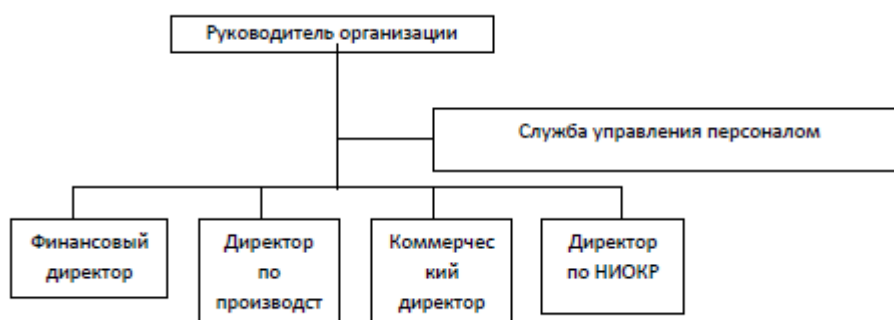 Руководитель организации
Служба управления персоналом
Финансовый
директор
Директор
по
производст
Коммерчес
кий
директор
Директор
по НИОКР